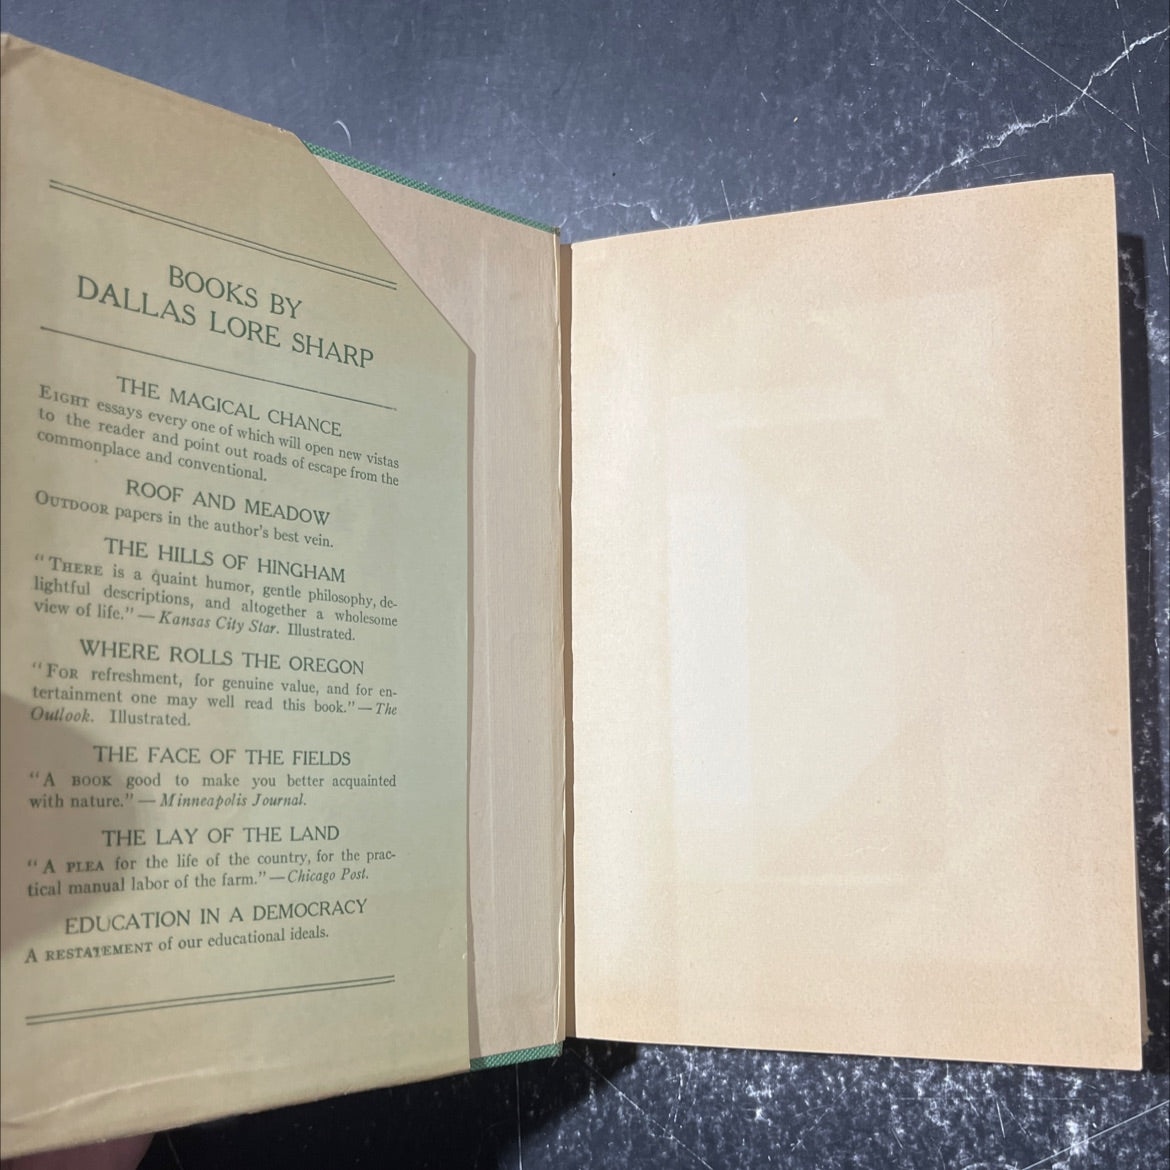 BOOKS BY
DALLAS LORE SHARP
THE MAGICAL CHANCE
EIGHT essays every one of which will open new vistas
to the reader and point out roads of escape from the
commonplace and conventional.
ROOF AND MEADOW
OUTDOOR papers in the author's best vein.
THE HILLS OF HINGHAM
"THERE is a quaint humor, gentle philosophy, de-
lightful descriptions, and altogether a wholesome
view of life."—Kansas City Star. Illustrated.
WHERE ROLLS THE OREGON
"FOR refreshment, for genuine value, and for en-
tertainment one may well read this book."—The
Outlook. Illustrated.
THE FACE OF THE FIELDS
"A BOOK good to make you better acquainted
with nature."—Minneapolis Journal.
THE LAY OF THE LAND
"A PLEA for the life of the country, for the prac-
tical manual labor of the farm."—Chicago Post.
EDUCATION IN A DEMOCRACY
A RESTATEMENT of our educational ideals.